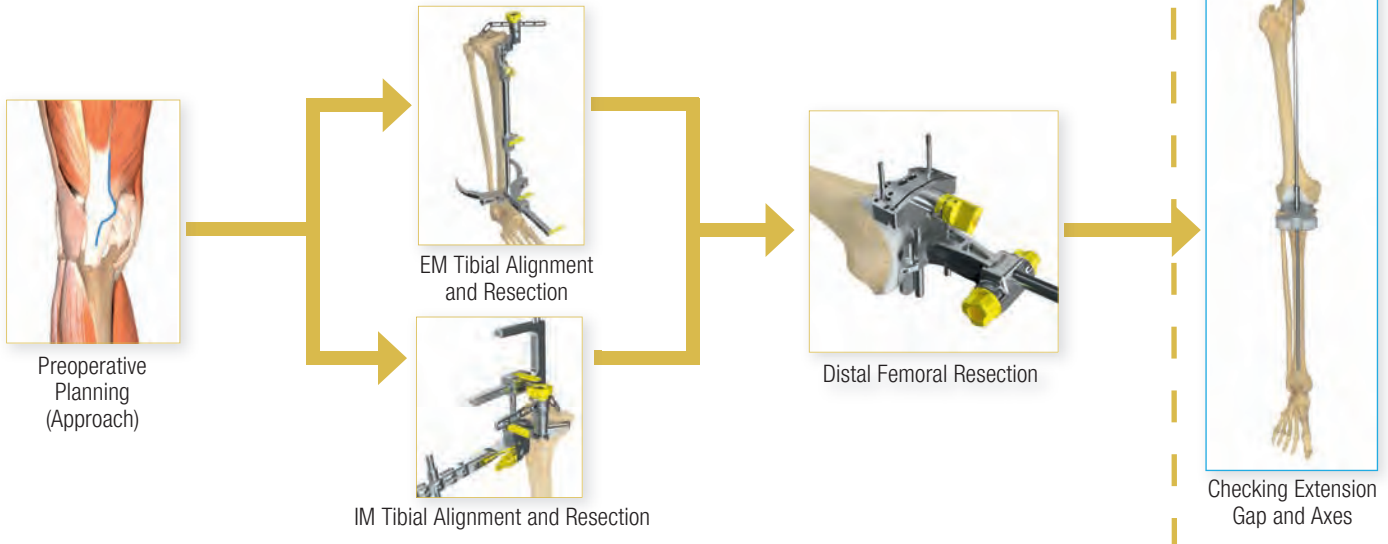 Preoperative
Planning
(Approach)
EM Tibial Alignment
and Resection
IM Tibial Alignment and Resection
Distal Femoral Resection
Checking Extension
Gap and Axes